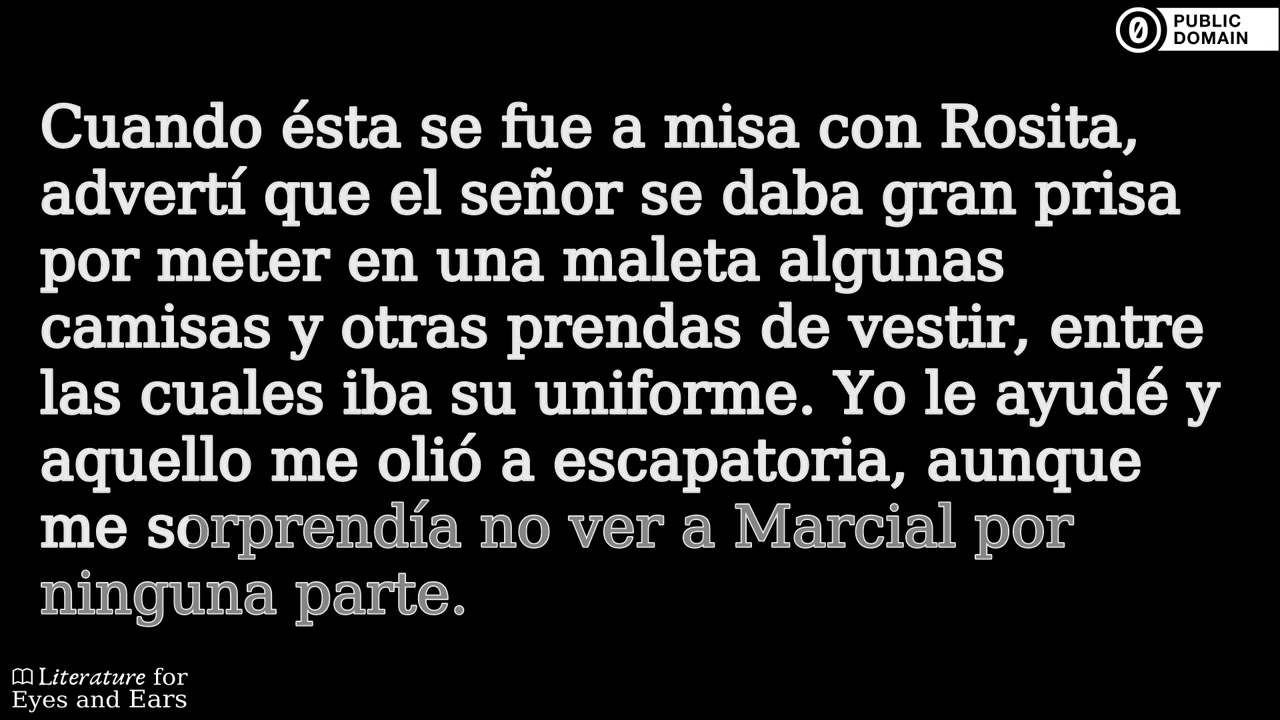 PUBLIC
DOMAIN
Cuando ésta se fue a misa con Rosita,
advertí que el señor se daba gran prisa
por meter en una maleta algunas
camisas y otras prendas de vestir, entre
las cuales iba su uniforme. Yo le ayudé y
aquello me olió a escapatoria, aunque
me sorprendía no ver a Marcial por
ninguna parte.
Literature for
Eyes and Ears